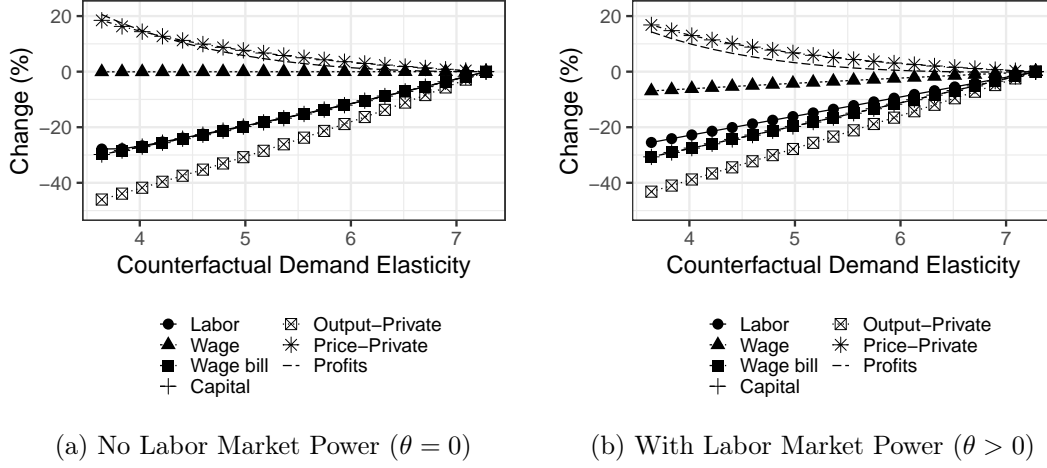 20
0
−20
−40
Change (%)
4 5 6 7
Counterfactual Demand Elasticity
Labor
Wage
Wage bill
Capital
Output−Private
Price−Private
Profits
(a) No Labor Market Power (θ = 0)
20
0
−20
−40
Change (%)
4 5 6 7
Counterfactual Demand Elasticity
Labor
Wage
Wage bill
Capital
Output−Private
Price−Private
Profits
(b) With Labor Market Power (θ > 0)